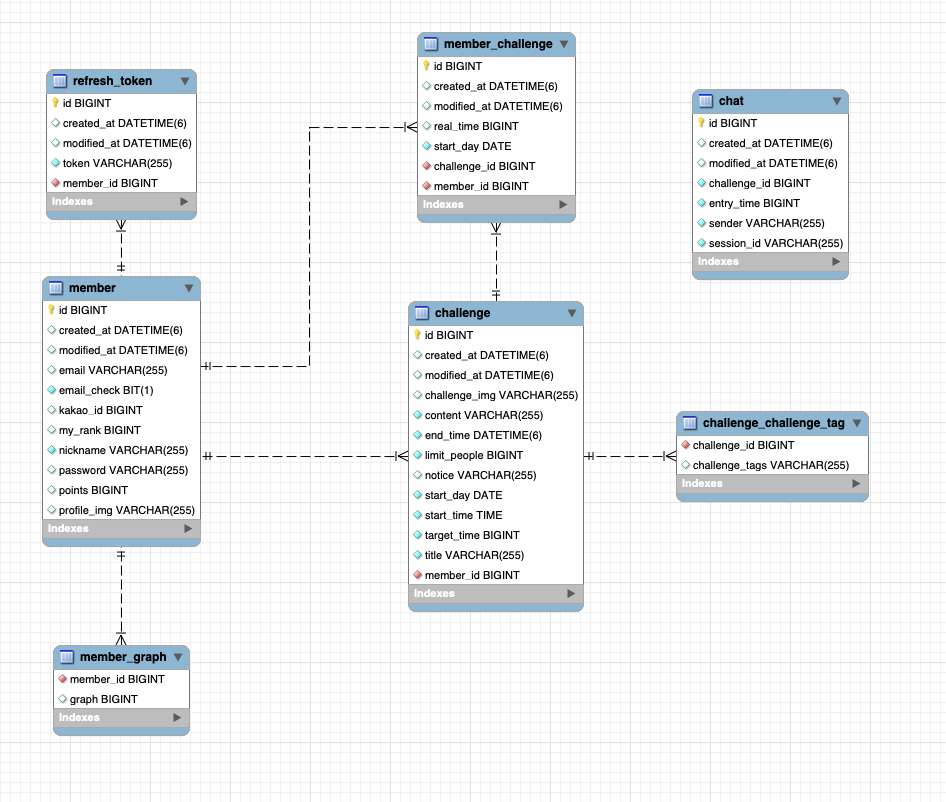 refresh_token
id BIGINT
created_at DATETIME(6)
modified_at DATETIME(6)
token VARCHAR(255)
member_id BIGINT
Indexes
member
id BIGINT
created_at DATETIME(6)
modified_at DATETIME(6)
email VARCHAR(255)
email_check BIT(1)
kakao_id BIGINT
my_rank BIGINT
nickname VARCHAR(255)
password VARCHAR(255)
points BIGINT
profile_img VARCHAR(255)
Indexes
member_graph
member_id BIGINT
graph BIGINT
Indexes
member_challenge
id BIGINT
created_at DATETIME(6)
modified_at DATETIME(6)
real_time BIGINT
start_day DATE
challenge_id BIGINT
member_id BIGINT
Indexes
challenge
id BIGINT
created_at DATETIME(6)
modified_at DATETIME(6)
challenge_img VARCHAR(255)
content VARCHAR(255)
end_time DATETIME(6)
limit_people BIGINT
notice VARCHAR(255)
start_day DATE
start_time TIME
target_time BIGINT
title VARCHAR(255)
member_id BIGINT
Indexes
chat
id BIGINT
created_at DATETIME(6)
modified_at DATETIME(6)
challenge_id BIGINT
entry_time BIGINT
sender VARCHAR(255)
session_id VARCHAR(255)
Indexes
challenge_challenge_tag
challenge_id BIGINT
challenge_tags VARCHAR(255)
Indexes